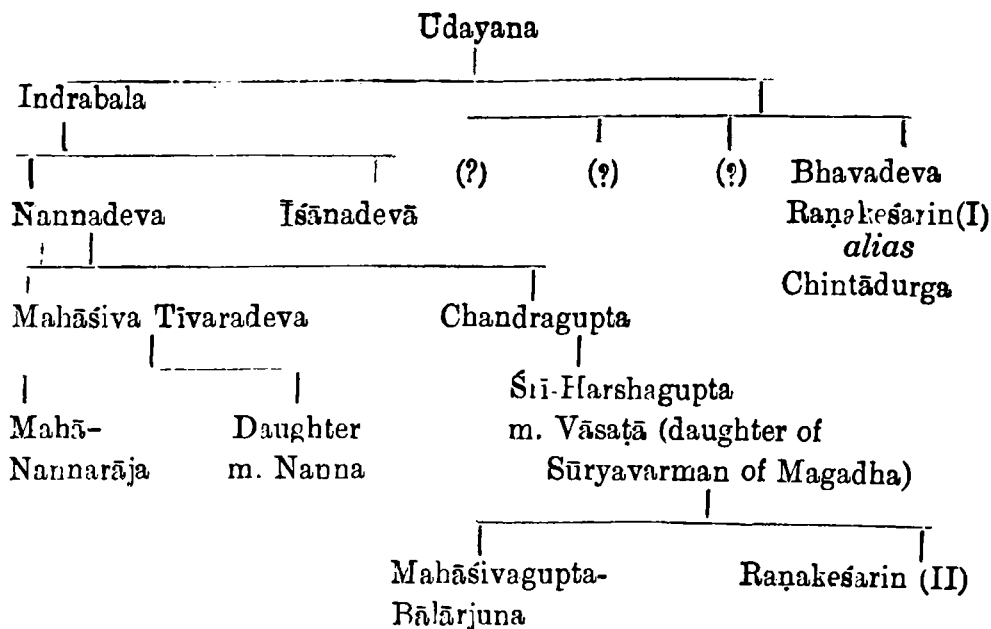 Udayana
Indrabala
(?) (?) (?) Bhavadeva
Nannadeva Īśānadevā Raṇakeśarin(I)
alias
Chintādurga
Mahāśiva Tīvaradeva Chandragupta
Śrī-Harshagupta
Mahā- Daughter m. Vāsaṭā (daughter of
Nannarāja m. Nanna Sūryavarman of Magadha)
Mahāśivagupta- Raṇakeśarin (II)
Bālārjuna